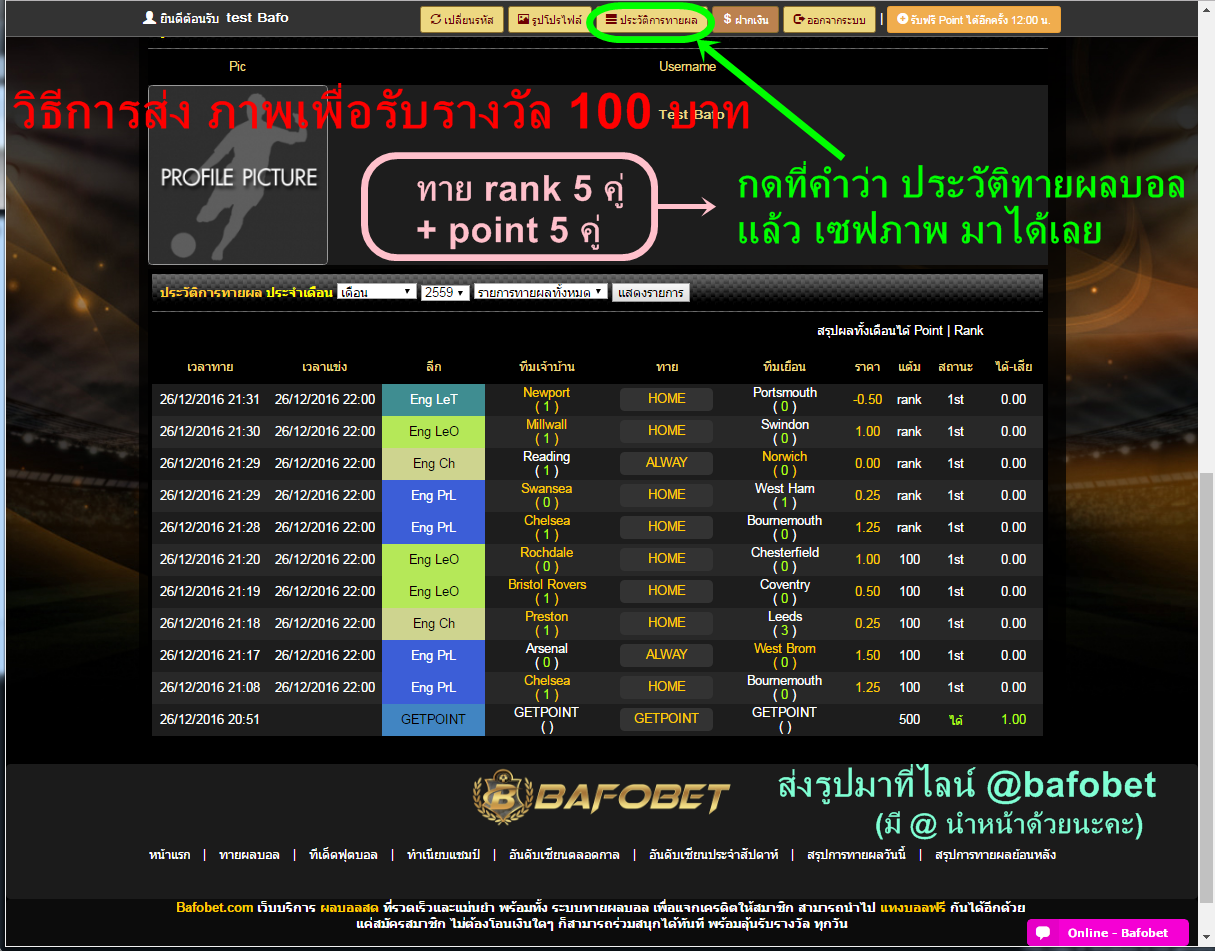 ยินดีต้อนรับ test Bafo
เปลี่ยนรหัส รูปโปรไฟล์ ประวัติการทายผล $ ฝากเงิน ออกจากระบบ | รับฟรี Point ได้อีกครั้ง 12:00 น.
Pic Username
วิธีการส่ง ภาพเพื่อรับรางวัล 100 บาท
Test Bafo
PROFILE PICTURE
ทาย rank 5 คู่
+ point 5 คู่
กดที่คำว่า ประวัติทายผลบอล
แล้ว เซฟภาพ มาได้เลย
ประวัติการทายผล ประจำเดือน เดือน 2559 รายการทายผลทั้งหมด แสดงรายการ
สรุปผลทั้งเดือนได้ Point | Rank
เวลาทาย เวลาแข่ง ลีก ทีมเจ้าบ้าน ทาย ทีมเยือน ราคา แต้ม สถานะ ได้-เสีย
26/12/2016 21:31 26/12/2016 22:00 Eng LeT Newport ( 1 ) HOME Portsmouth ( 0 ) -0.50 rank 1st 0.00
26/12/2016 21:30 26/12/2016 22:00 Eng LeO Millwall ( 1 ) HOME Swindon ( 0 ) 1.00 rank 1st 0.00
26/12/2016 21:29 26/12/2016 22:00 Eng Ch Reading ( 1 ) ALWAY Norwich ( 0 ) 0.00 rank 1st 0.00
26/12/2016 21:29 26/12/2016 22:00 Eng PrL Swansea ( 0 ) HOME West Ham ( 1 ) 0.25 rank 1st 0.00
26/12/2016 21:28 26/12/2016 22:00 Eng PrL Chelsea ( 1 ) HOME Bournemouth ( 0 ) 1.25 rank 1st 0.00
26/12/2016 21:20 26/12/2016 22:00 Eng LeO Rochdale ( 0 ) HOME Chesterfield ( 0 ) 1.00 100 1st 0.00
26/12/2016 21:19 26/12/2016 22:00 Eng LeO Bristol Rovers ( 1 ) HOME Coventry ( 0 ) 0.50 100 1st 0.00
26/12/2016 21:18 26/12/2016 22:00 Eng Ch Preston ( 1 ) HOME Leeds ( 3 ) 0.25 100 1st 0.00
26/12/2016 21:17 26/12/2016 22:00 Eng PrL Arsenal ( 0 ) ALWAY West Brom ( 0 ) 1.50 100 1st 0.00
26/12/2016 21:08 26/12/2016 22:00 Eng PrL Chelsea ( 1 ) HOME Bournemouth ( 0 ) 1.25 100 1st 0.00
26/12/2016 20:51 GETPOINT GETPOINT ( ) GETPOINT GETPOINT ( ) 500 ได้ 1.00
B BAFOBET
ส่งรูปมาที่ไลน์ @bafobet
(มี @ นำหน้าด้วยนะคะ)
หน้าแรก | ทายผลบอล | ทีเด็ดฟุตบอล | ทำเนียบแชมป์ | อันดับเซียนตลอดกาล | อันดับเซียนประจำสัปดาห์ | สรุปการทายผลวันนี้ | สรุปการทายผลย้อนหลัง
Bafobet.com เว็บบริการ ผลบอลสด ที่รวดเร็วและแม่นยำ พร้อมทั้ง ระบบทายผลบอล เพื่อแจกเครดิตให้สมาชิก สามารถนำไป แทงบอลฟรี กันได้อีกด้วย
แค่สมัครสมาชิก ไม่ต้องโอนเงินใดๆ ก็สามารถร่วมสนุกได้ทันที พร้อมลุ้นรับรางวัล ทุกวัน
Online - Bafobet